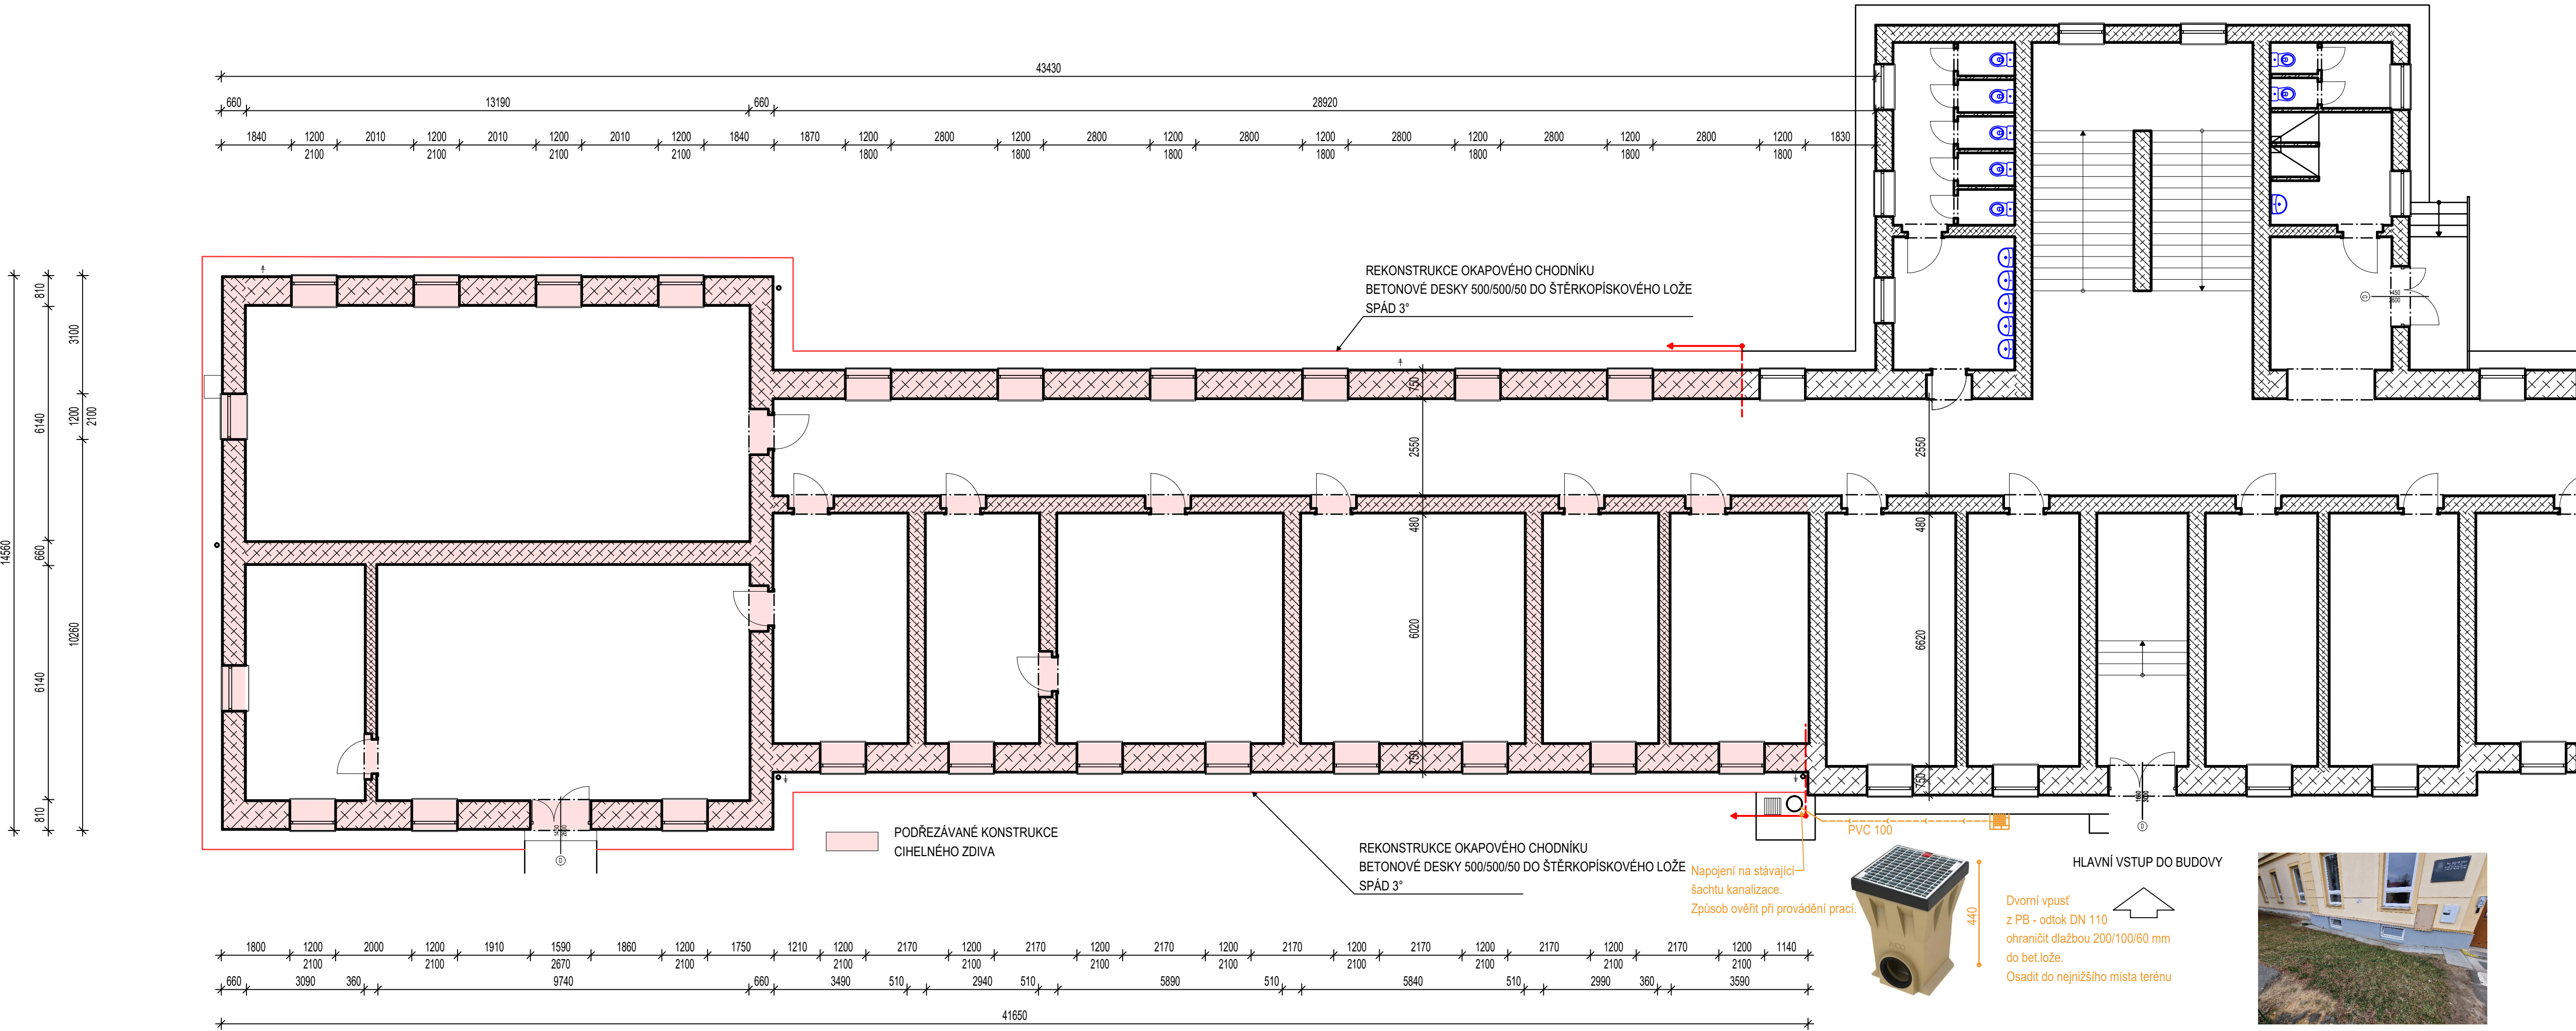 43430
660 13190 660 28920
1840 1200 2010 1200 2010 1200 2010 1200 1840 1870 1200 2800 1200 2800 1200 2800 1200 2800 1200 2800 1200 2800 1200 1830
2100 2100 2100 2100 1800 1800 1800 1800 1800 1800 1800
REKONSTRUKCE OKAPOVÉHO CHODNÍKU
BETONOVÉ DESKY 500/500/50 DO ŠTĚRKOPÍSKOVÉHO LOŽE
SPÁD 3°
14560
810
6140
660
6140
810
3100
1200
2100
10260
750
2550
480
6020
750
2550
480
6620
750
D
D
D
PODŘEZÁVANÉ KONSTRUKCE
CIHELNÉHO ZDIVA
REKONSTRUKCE OKAPOVÉHO CHODNÍKU
BETONOVÉ DESKY 500/500/50 DO ŠTĚRKOPÍSKOVÉHO LOŽE
SPÁD 3°
PVC 100
Napojení na stávající
šachtu kanalizace.
Způsob ověřit při provádění prací.
440
HLAVNÍ VSTUP DO BUDOVY
Dvorní vpusť
z PB - odtok DN 110
ohraničit dlažbou 200/100/60 mm
do bet.lože.
Osadit do nejnižšího místa terénu
1800 1200 2000 1200 1910 1590 1860 1200 1750 1210 1200 2170 1200 2170 1200 2170 1200 2170 1200 2170 1200 2170 1200 2170 1200 1140
2100 2100 2670 2100 2100 2100 2100 2100 2100 2100 2100 2100
660 3090 360 9740 660 3490 510 2940 510 5890 510 5840 510 2990 360 3590
41650